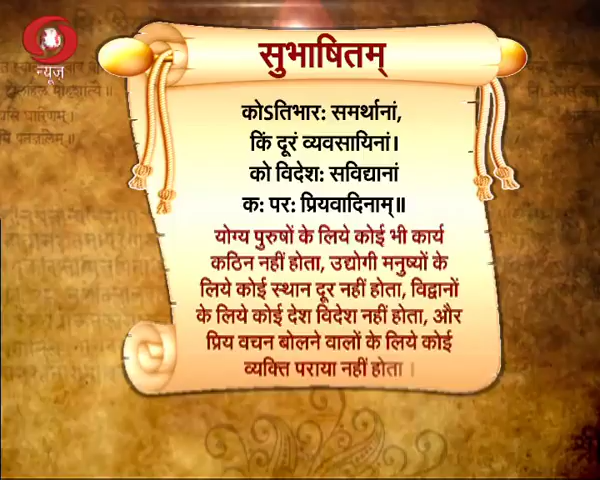 न्यूज़
सुभाषितम्
कोऽतिभार: समर्थानां,
किं दूरं व्यवसायिनां।
को विदेश: सविद्यानां
क: पर: प्रियवादिनाम्॥
योग्य पुरुषों के लिये कोई भी कार्य
कठिन नहीं होता, उद्योगी मनुष्यों के
लिये कोई स्थान दूर नहीं होता, विद्वानों
के लिये कोई देश विदेश नहीं होता, और
प्रिय वचन बोलने वालों के लिये कोई
व्यक्ति पराया नहीं होता ।